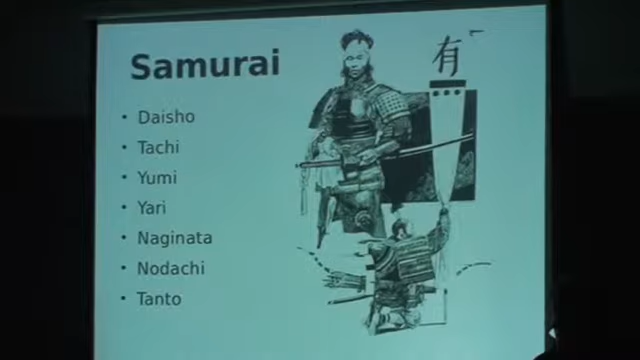 Samurai
• Daisho
• Tachi
• Yumi
• Yari
• Naginata
• Nodachi
• Tanto
有